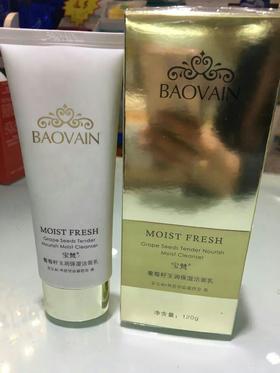 BAOVAIN
MOIST FRESH
Grape Seeds Tender
Nourish Moist Cleanser
宝梵
葡萄籽玉润保湿洁面乳
BAOVAIN
MOIST FRESH
Grape Seeds Tender Nourish
Moist Cleanser
宝梵
葡萄籽玉润保湿洁面乳
净含量:120g